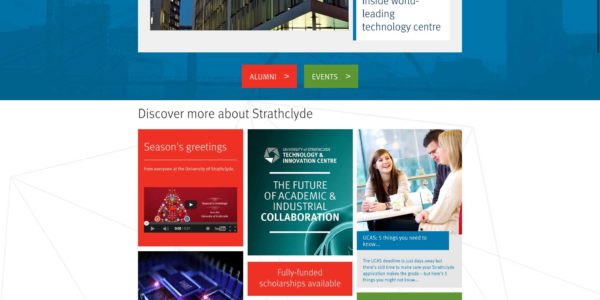 Inside world-
leading
technology centre
ALUMNI >
EVENTS >
Discover more about Strathclyde
Season's greetings
from everyone at the University of Strathclyde.
Season's Greetings!
UNIVERSITY OF STRATHCLYDE
TECHNOLOGY &
INNOVATION CENTRE
THE FUTURE
OF ACADEMIC &
INDUSTRIAL
COLLABORATION
UCAS: 5 things you need to
know...
The UCAS deadline is just days away but
there's still time to make sure your Strathclyde
application makes the grade – but here's 5
things you might not know...
Fully-funded
scholarships available